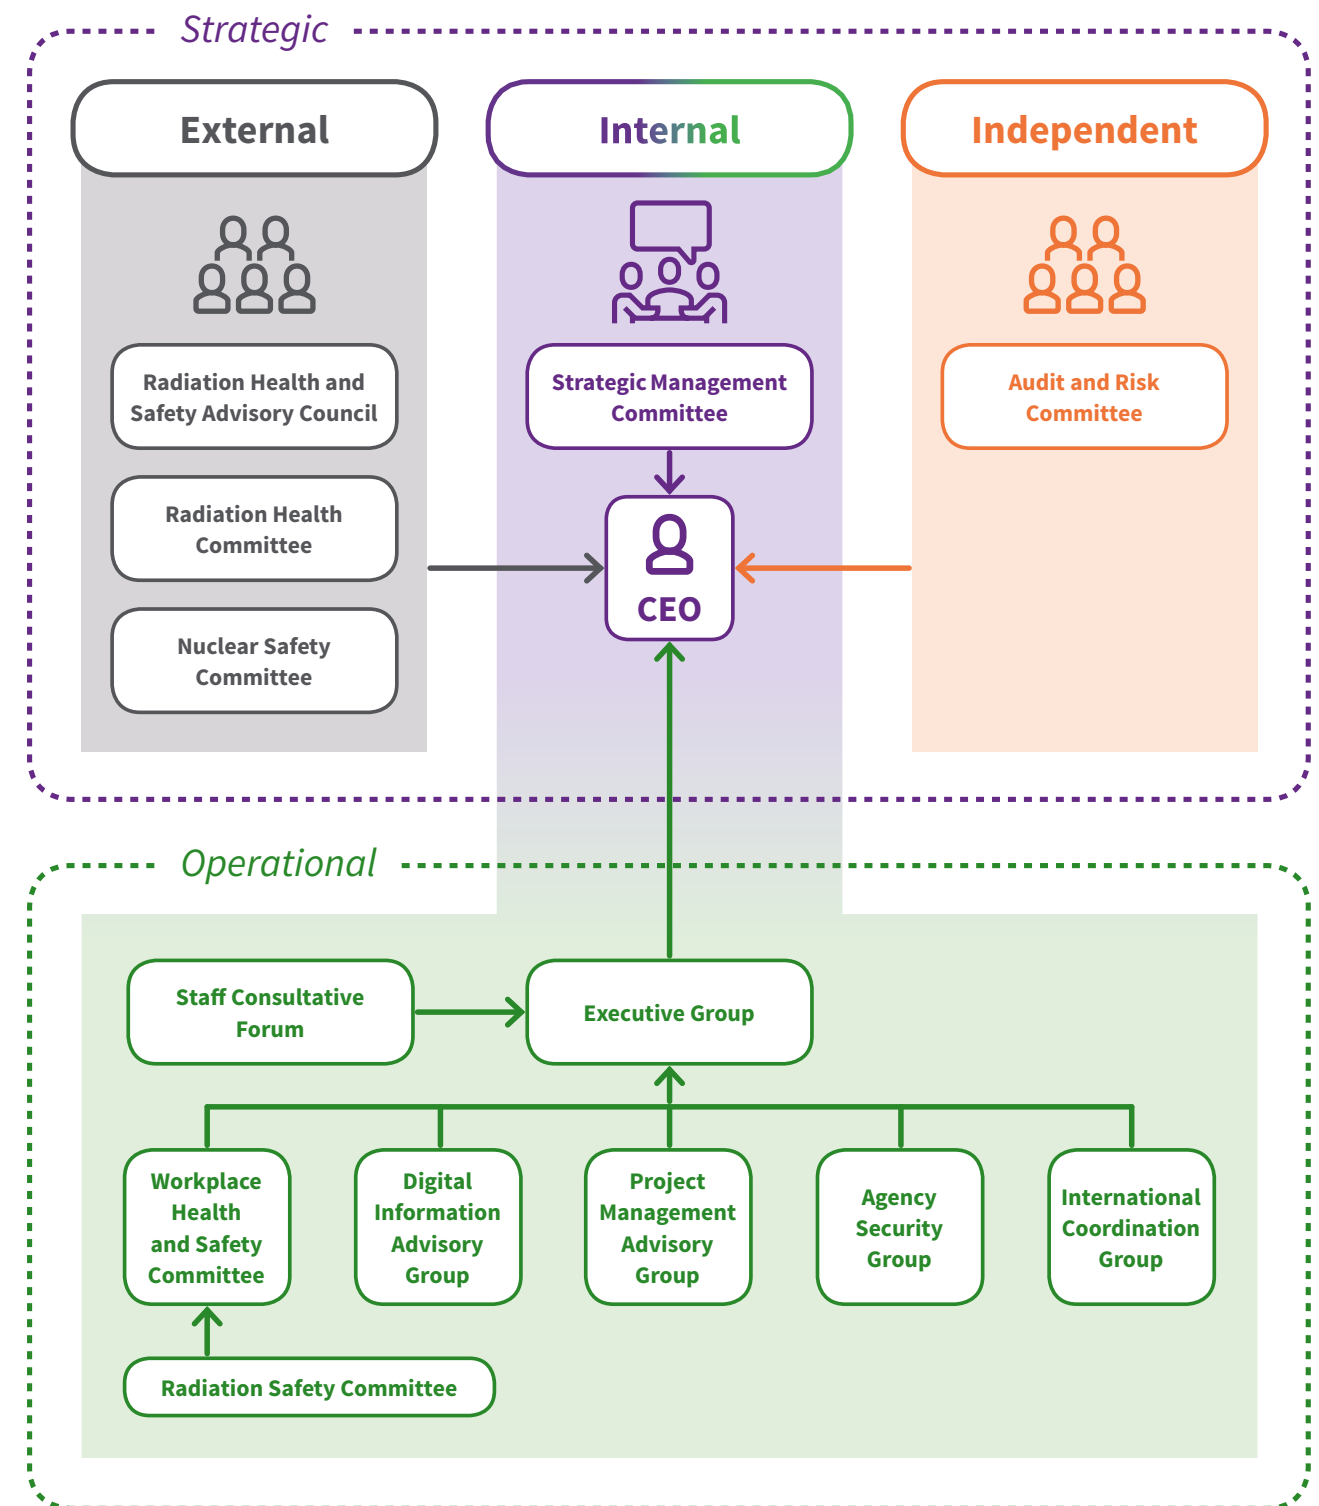 Strategic
External
Internal
Independent
Radiation Health and
Safety Advisory Council
Radiation Health
Committee
Nuclear Safety
Committee
Strategic Management
Committee
CEO
Audit and Risk
Committee
Operational
Staff Consultative
Forum
Executive Group
Workplace
Health
and Safety
Committee
Digital
Information
Advisory
Group
Project
Management
Advisory
Group
Agency
Security
Group
International
Coordination
Group
Radiation Safety Committee